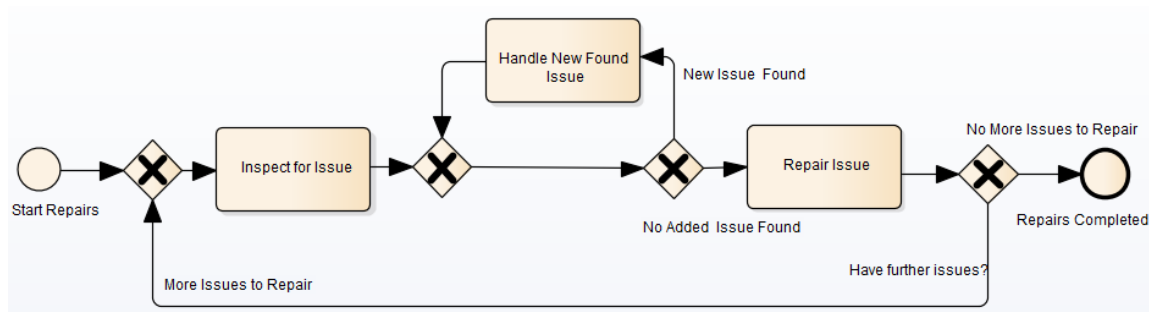 Handle New Found
Issue
New Issue Found
No More Issues to Repair
Inspect for Issue
Repair Issue
Start Repairs
No Added Issue Found
Repairs Completed
Have further issues?
More Issues to Repair